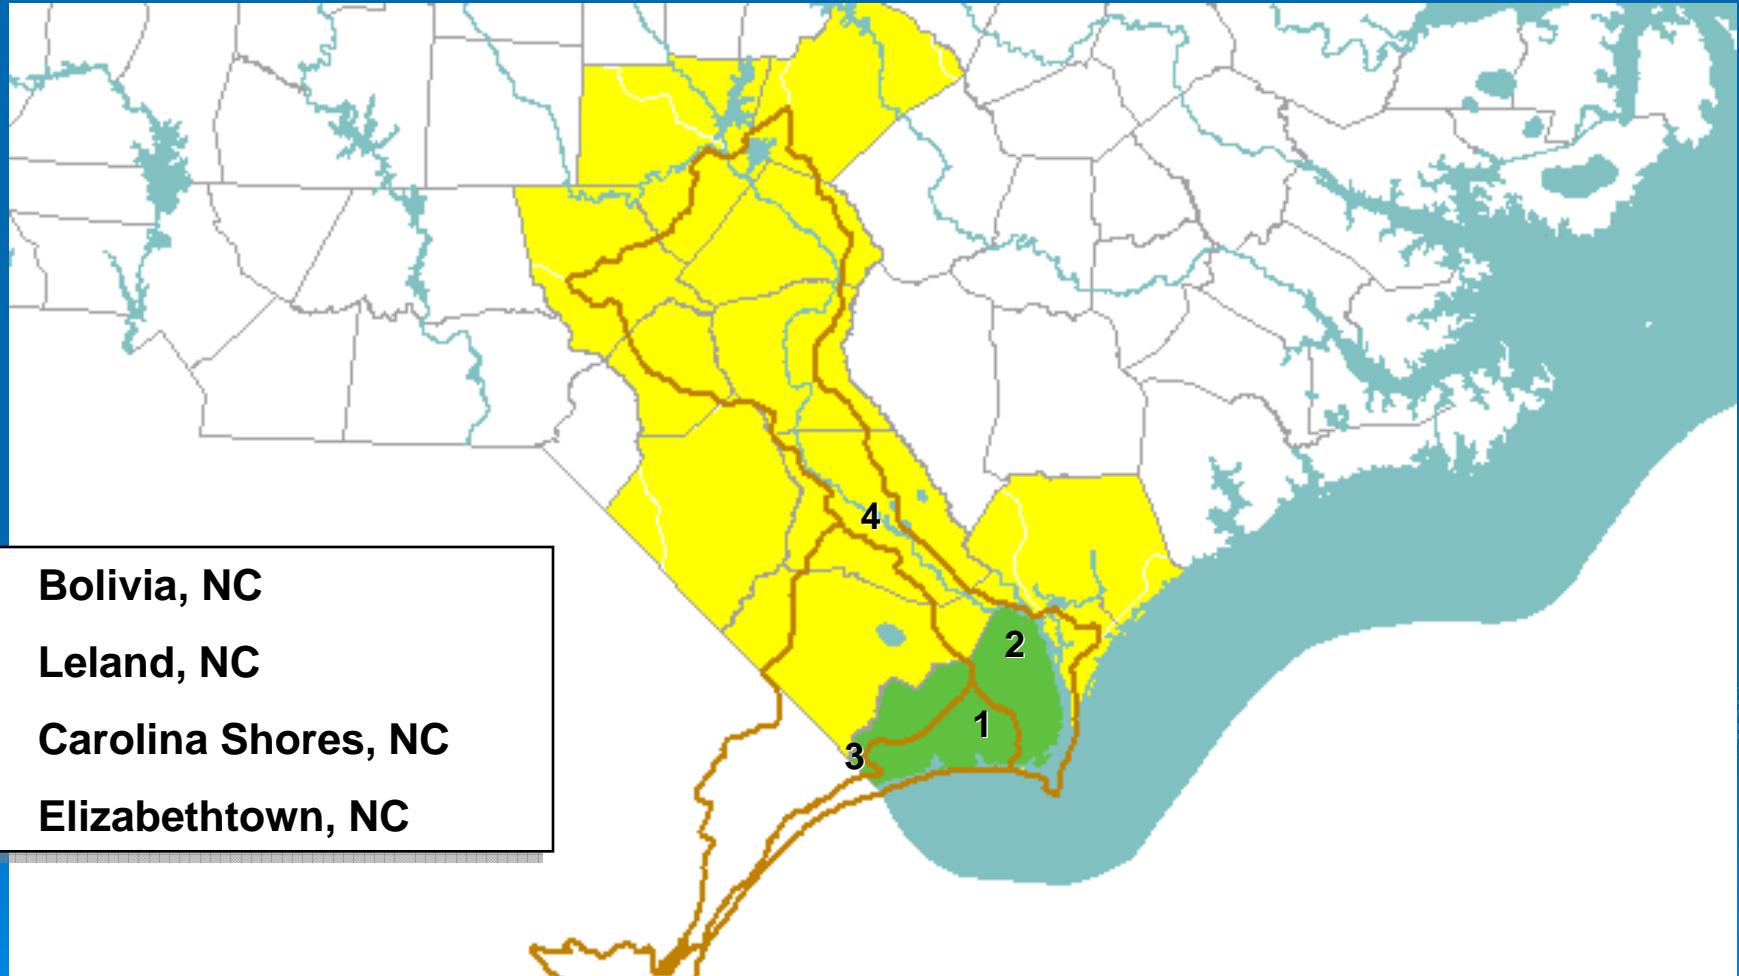 4
2
1
3
Bolivia, NC
Leland, NC
Carolina Shores, NC
Elizabethtown, NC